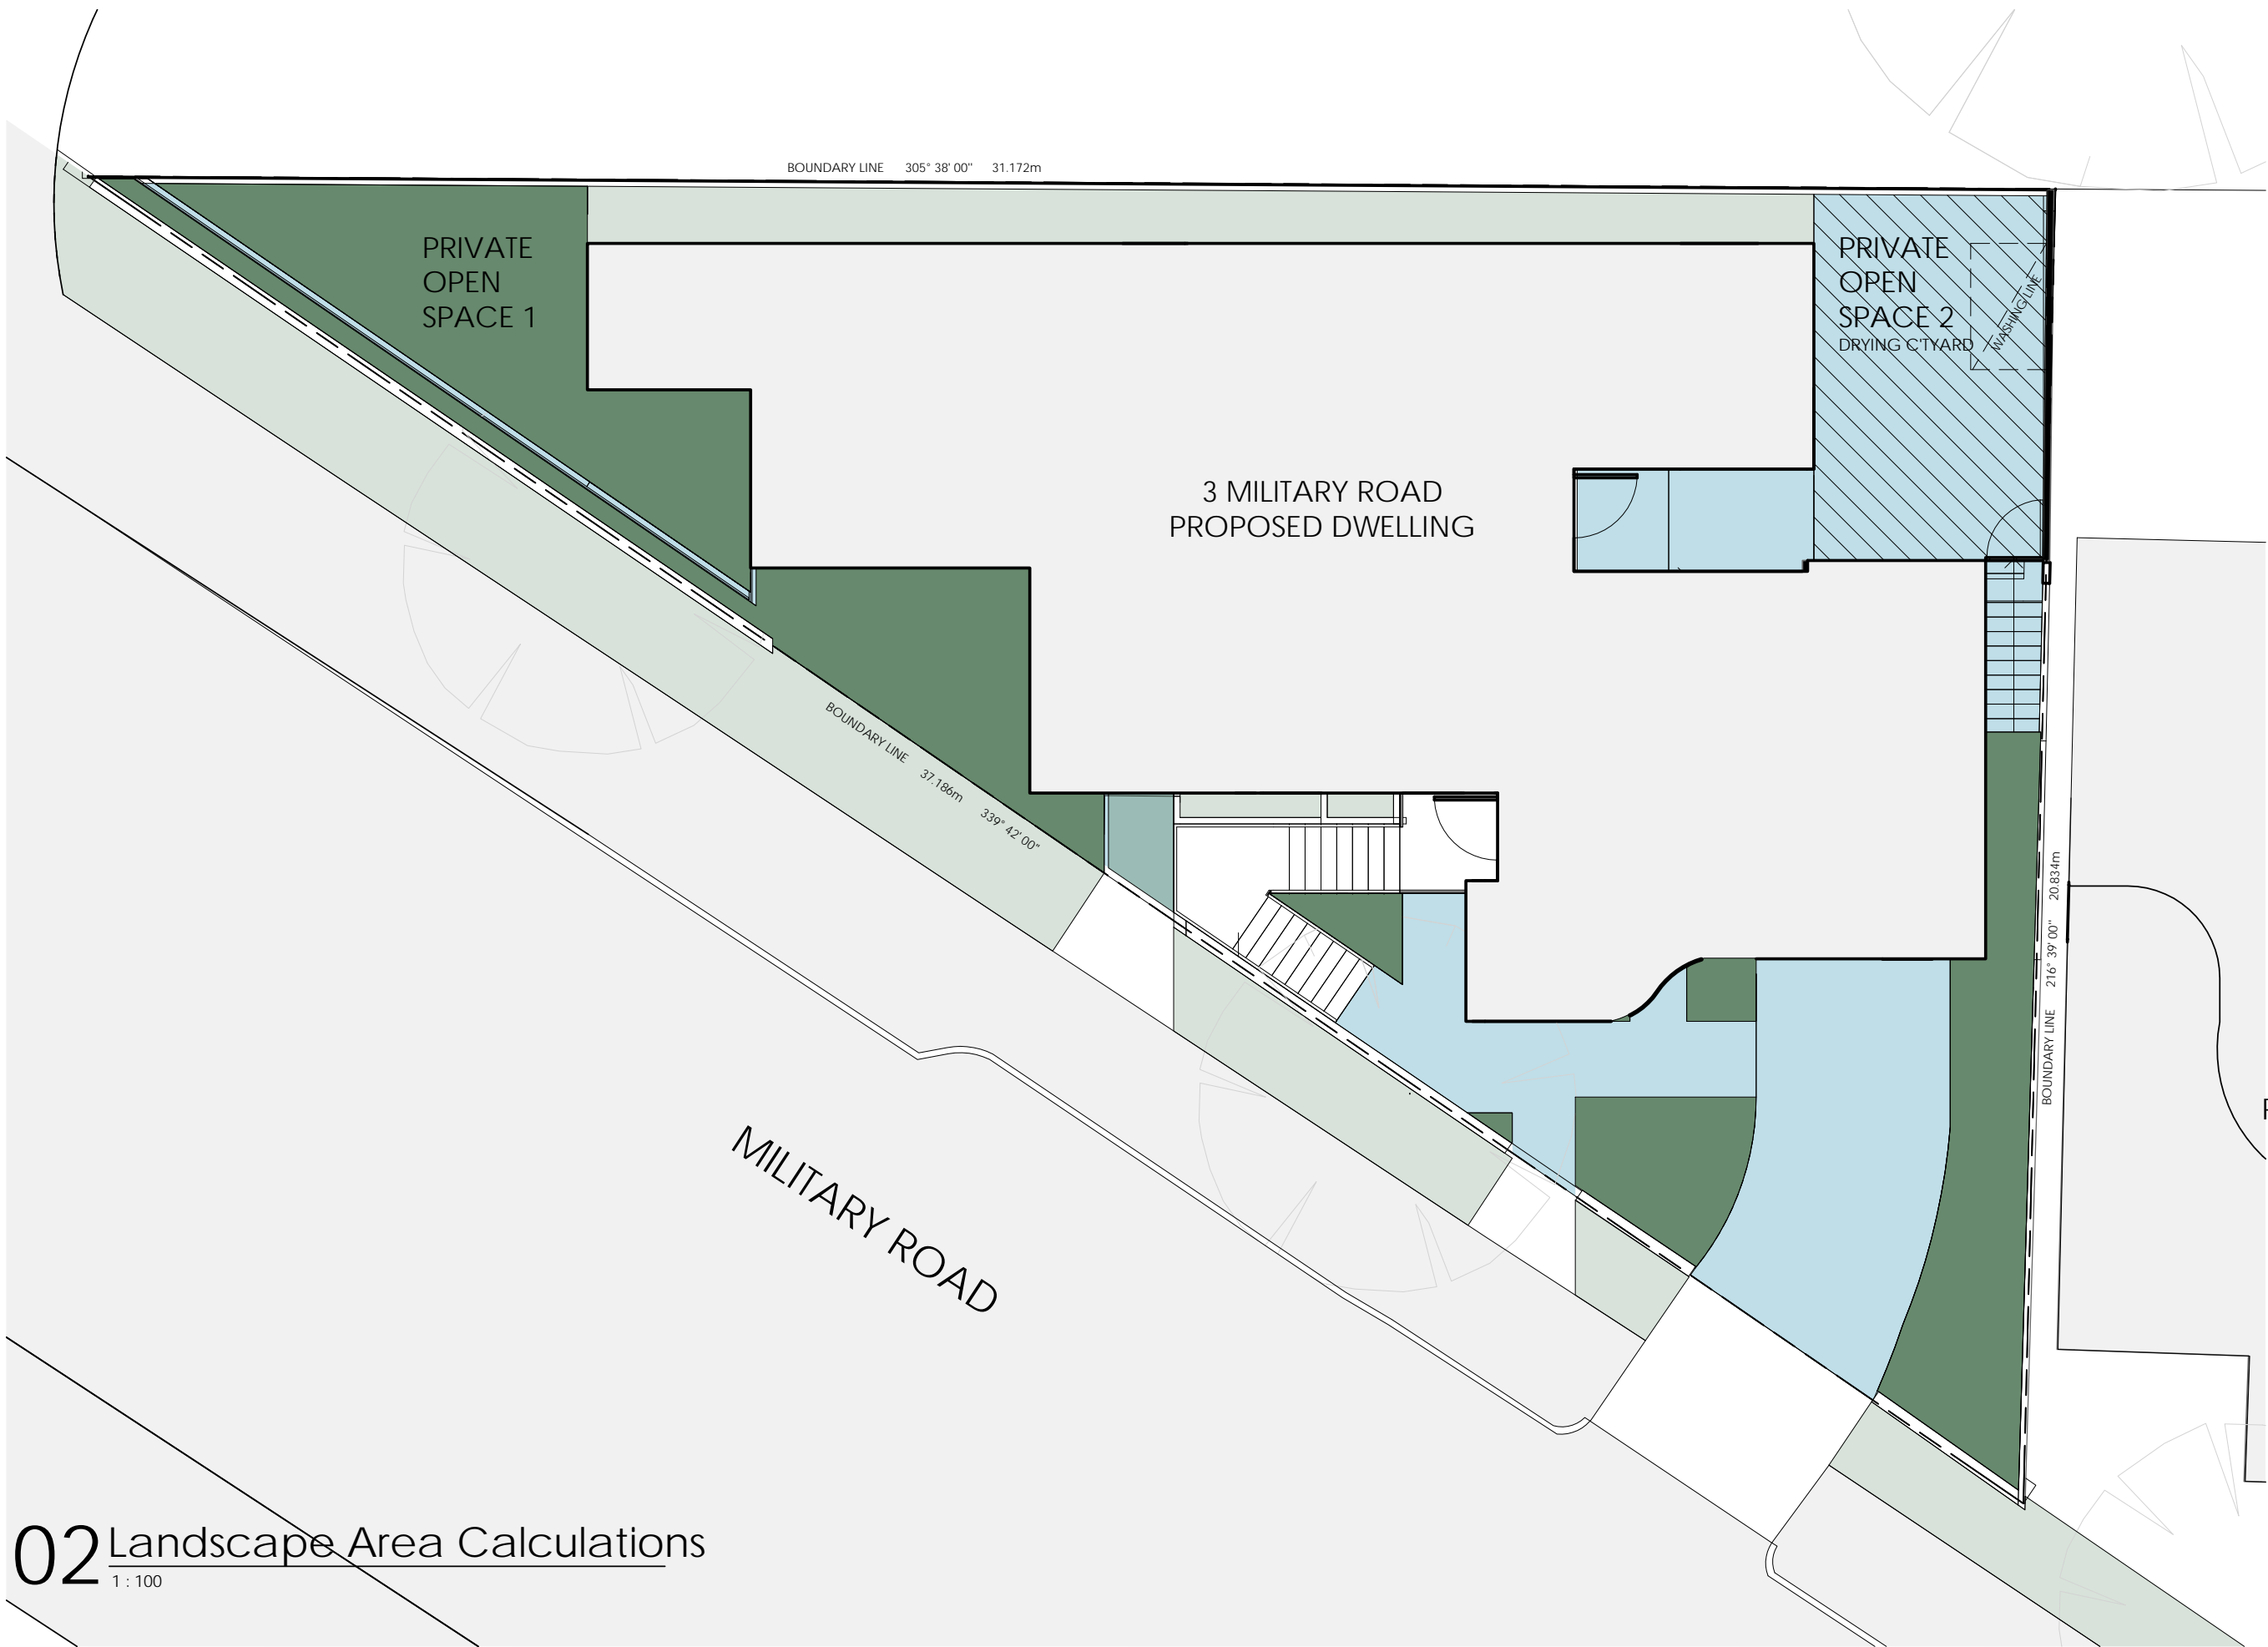 BOUNDARY LINE 305° 38' 00" 31.172m
PRIVATE
OPEN
SPACE 1
PRIVATE
OPEN
SPACE 2
DRYING C'TYARD
WASHING LINE
3 MILITARY ROAD
PROPOSED DWELLING
BOUNDARY LINE 37.186m 339° 42' 00"
BOUNDARY LINE 216° 39' 00" 20.834m
MILITARY ROAD
02 Landscape Area Calculations
1 : 100